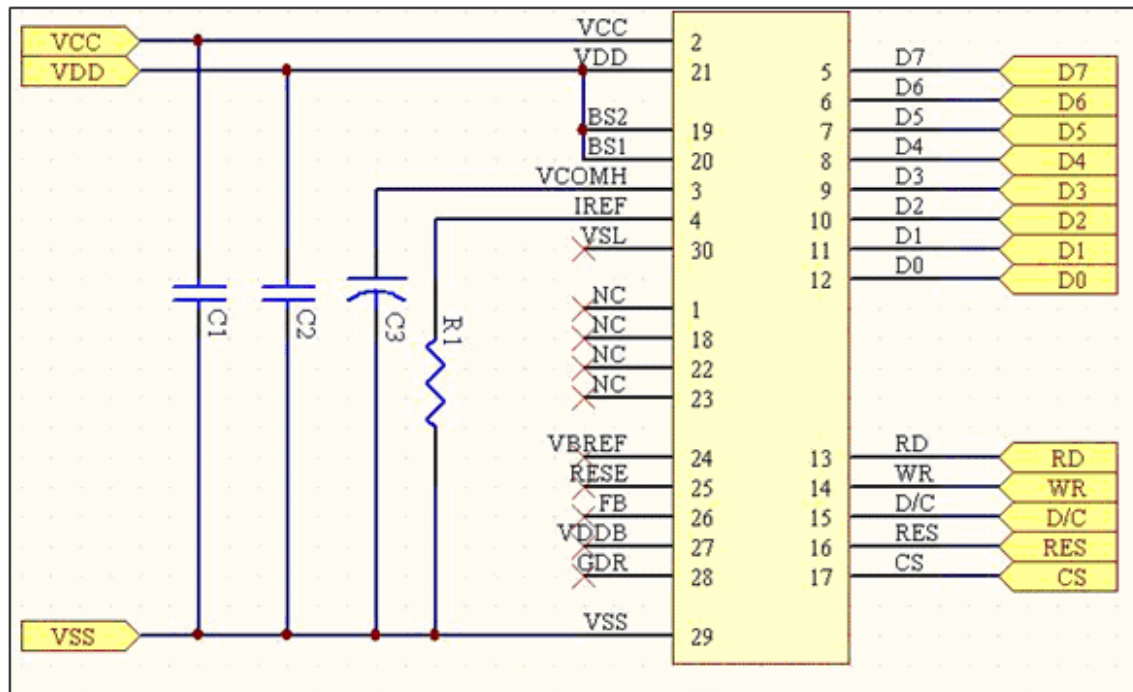 VCC VCC 2
VDD VDD 21
BS2 19
BS1 20
VCOMH 3
IREF 4
VSL 30
NC 1
NC 18
NC 22
NC 23
VBREF 24
RESE 25
FB 26
VDDB 27
GDR 28
VSS VSS 29
C1
C2
C3
R1
5 D7 D7
6 D6 D6
7 D5 D5
8 D4 D4
9 D3 D3
10 D2 D2
11 D1 D1
12 D0 D0
13 RD RD
14 WR WR
15 D/C D/C
16 RES RES
17 CS CS